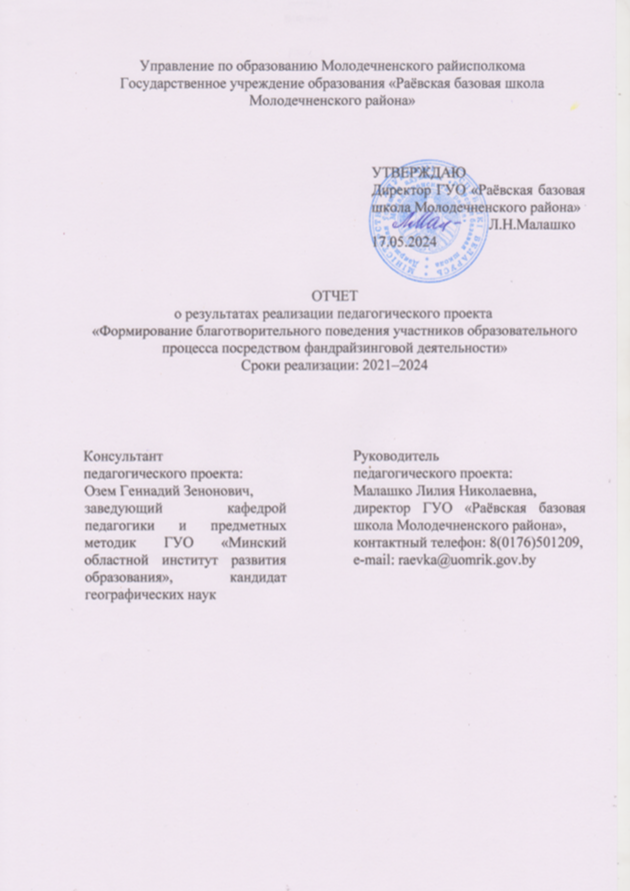 Управление по образованию Молодечненского райисполкома
Государственное учреждение образования «Раёвская базовая школа
Молодечненского района»
УТВЕРЖДАЮ
Директор ГУО «Раёвская базовая
школа Молодечненского района»
Л.Н.Малашко
17.05.2024
ОТЧЕТ
о результатах реализации педагогического проекта
«Формирование благотворительного поведения участников образовательного
процесса посредством фандрайзинговой деятельности»
Сроки реализации: 2021–2024
Консультант
педагогического проекта:
Озем Геннадий Зенонович,
заведующий кафедрой
педагогики и предметных
методик ГУО «Минский
областной институт развития
образования», кандидат
географических наук
Руководитель
педагогического проекта:
Малашко Лилия Николаевна,
директор ГУО «Раёвская базовая
школа Молодечненского района»,
контактный телефон: 8(0176)501209,
e-mail: raevka@uomrik.gov.by